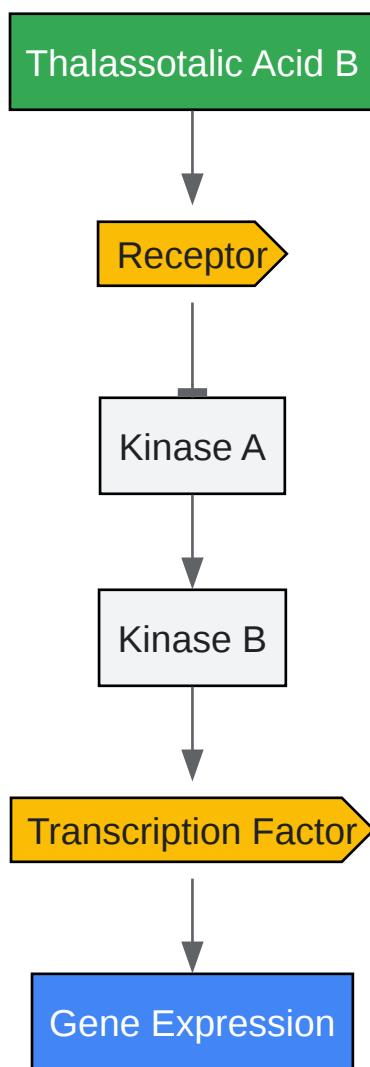 Thalassotalic Acid B
Receptor
Kinase A
Kinase B
Transcription Factor
Gene Expression